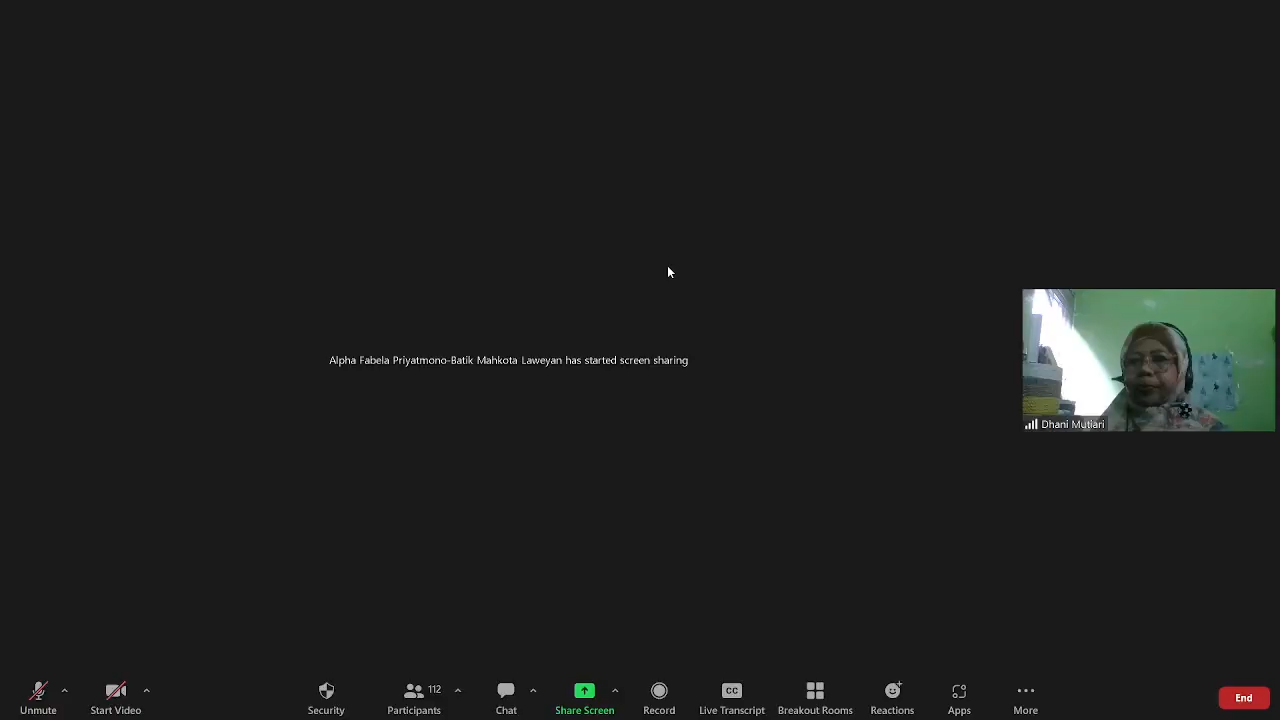 Alpha Fabela Priyatmono-Batik Mahkota Laweyan has started screen sharing
Dhani Mutiari
Unmute
Start Video
Security
112
Participants
Chat
Share Screen
Record
CC
Live Transcript
Breakout Rooms
Reactions
Apps
More
End